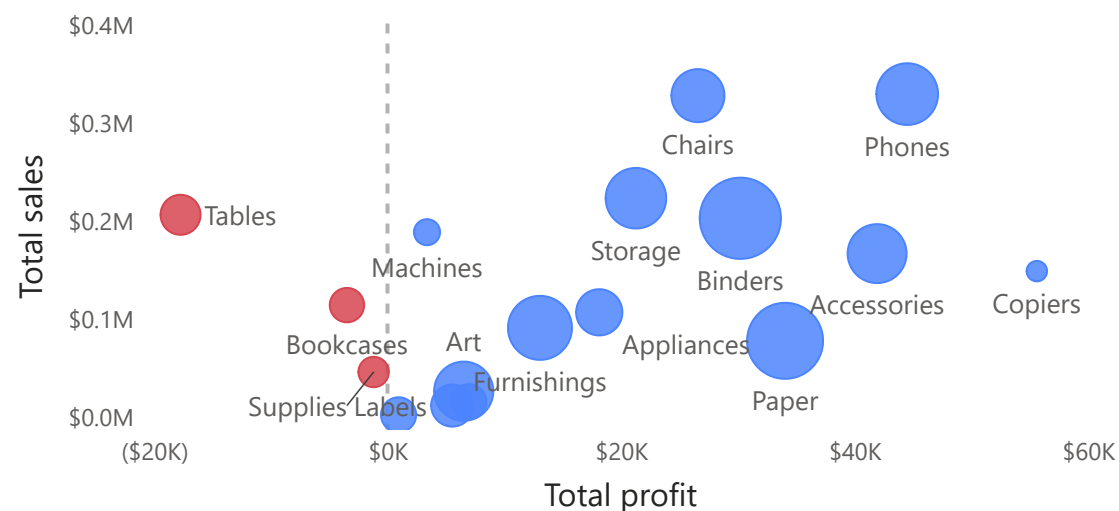 $0.4M
$0.3M
Chairs
Phones
Total sales
$0.2M
Tables
Storage
Machines
Binders
Accessories
Copiers
$0.1M
Bookcases
Art
Appliances
Furnishings
Paper
Supplies
Labels
$0.0M
($20K)
$0K
$20K
$40K
$60K
Total profit